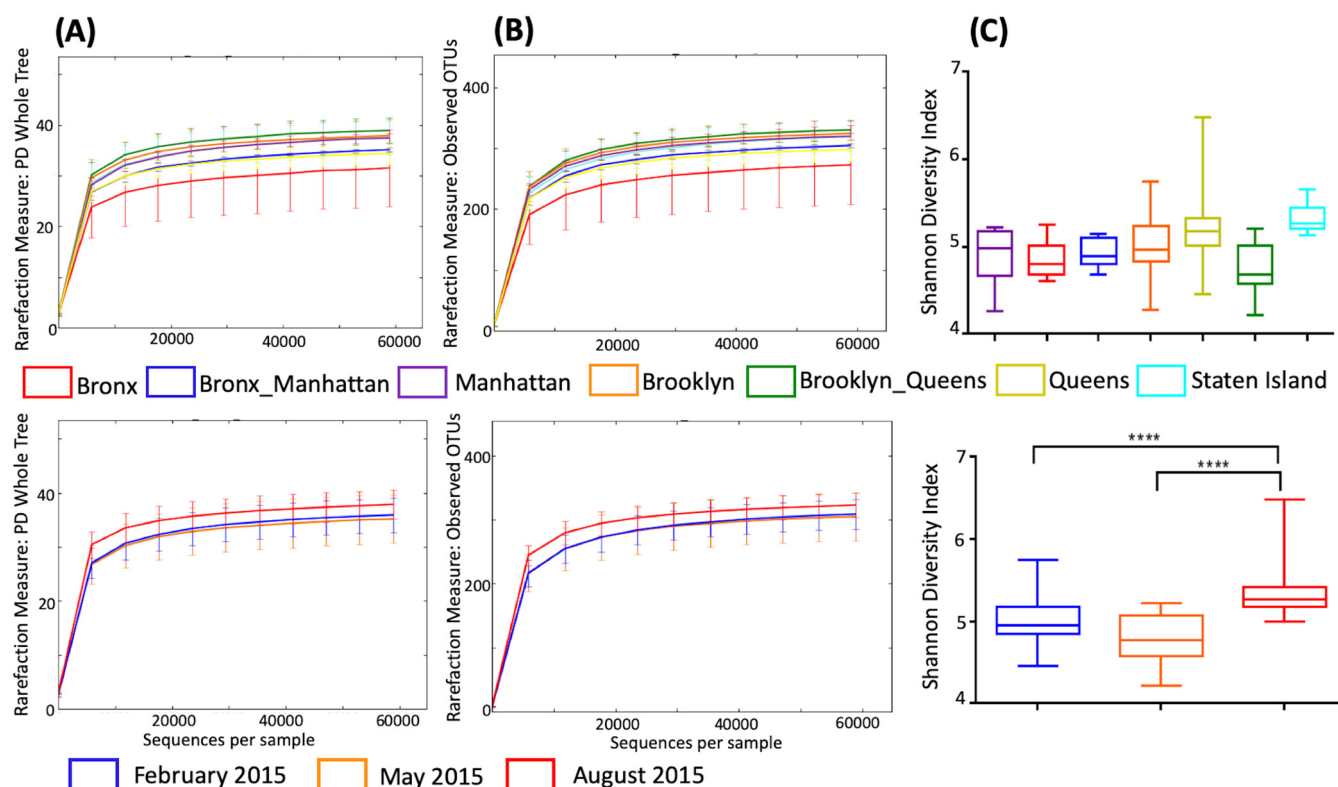 (A)
(B)
(C)
Rarefaction Measure: PD Whole Tree
40
20
0
20000
40000
60000
Rarefaction Measure: Observed OTUs
400
200
0
20000
40000
60000
Shannon Diversity Index
7
6
5
4
Bronx
Bronx_Manhattan
Manhattan
Brooklyn
Brooklyn_Queens
Queens
Staten Island
Rarefaction Measure: PD Whole Tree
40
20
0
20000
40000
60000
Sequences per sample
Rarefaction Measure: Observed OTUs
400
200
0
20000
40000
60000
Sequences per sample
Shannon Diversity Index
7
6
5
4
****
****
February 2015
May 2015
August 2015